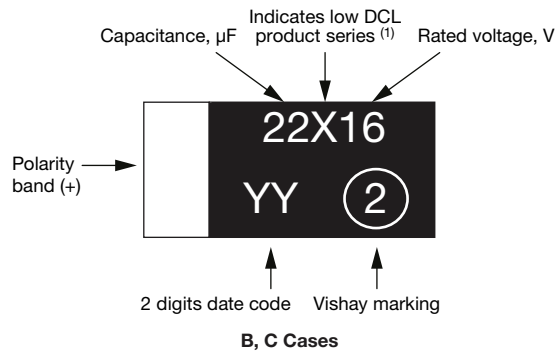 Indicates low DCL
product series (1)
Capacitance, µF
Rated voltage, V
22X16
Polarity
band (+)
YY 2
2 digits date code
Vishay marking
B, C Cases